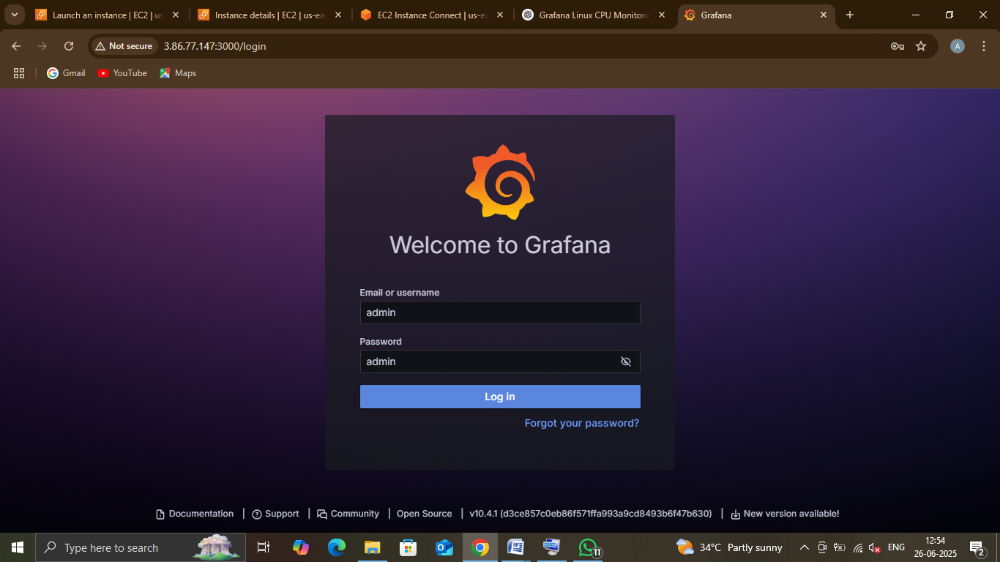 Launch an instance | EC2 | us
Instance details | EC2 | us-ea
EC2 Instance Connect | us-ea
Grafana Linux CPU Monitorin
Grafana
Not secure
3.86.77.147:3000/login
A
Gmail
YouTube
Maps
Welcome to Grafana
Email or username
admin
Password
admin
Log in
Forgot your password?
Documentation | Support | Community | Open Source | v10.4.1 (d3ce857c0eb86f571ffa993a9cd8493b6f47b630) | New version available!
Type here to search
11
34°C Partly sunny
ENG
12:54
26-06-2025
2